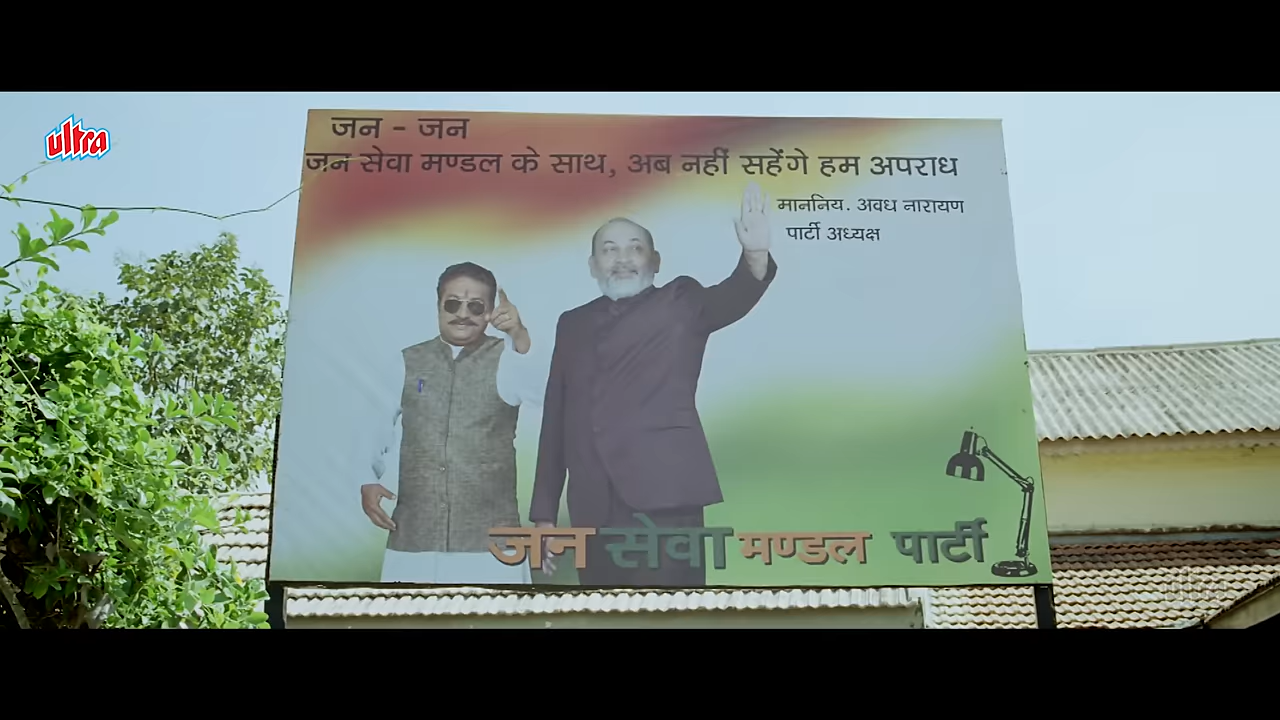 ultra
जन - जन
जन सेवा मण्डल के साथ, अब नहीं सहेंगे हम अपराध
माननिय. अवध नारायण
पार्टी अध्यक्ष
जन सेवा मण्डल पार्टी
ultra